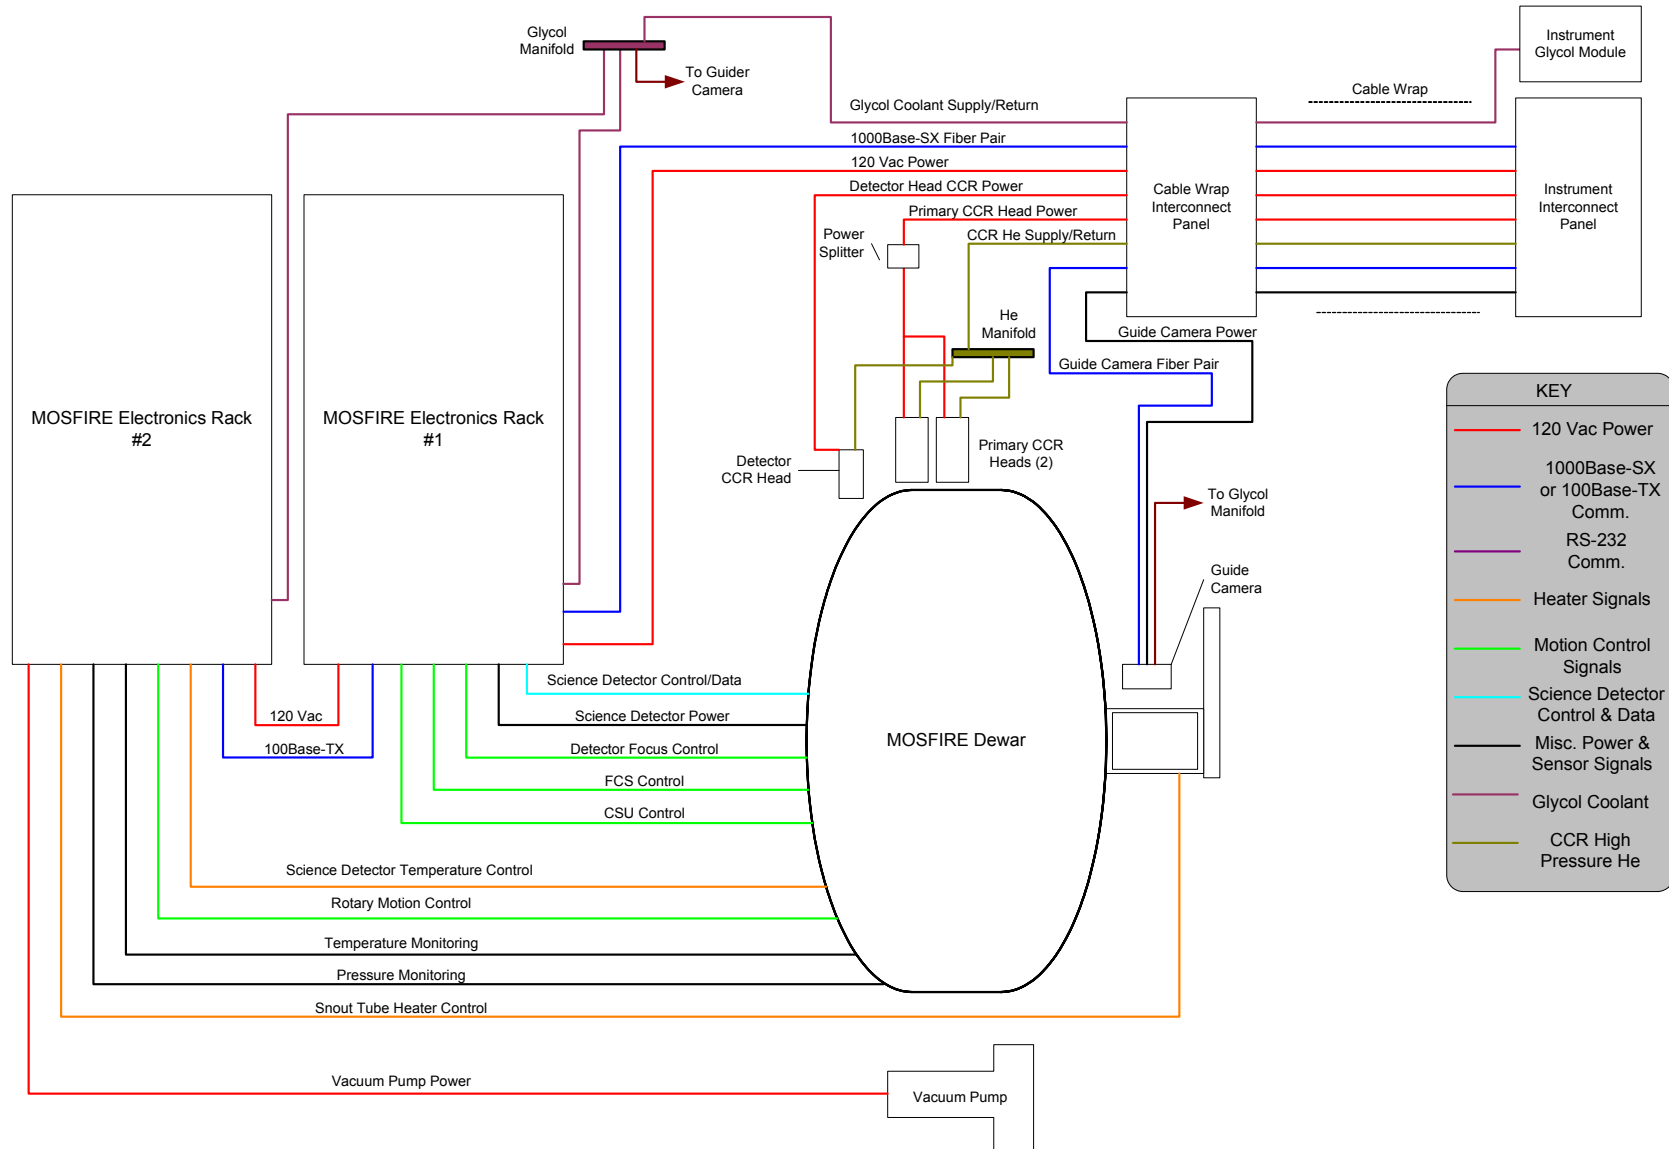 Glycol
Manifold
To Guider
Camera
Instrument
Glycol Module
Cable Wrap
Glycol Coolant Supply/Return
1000Base-SX Fiber Pair
120 Vac Power
Detector Head CCR Power
Primary CCR Head Power
CCR He Supply/Return
Power
Splitter
Cable Wrap
Interconnect
Panel
Instrument
Interconnect
Panel
He
Manifold
Guide Camera Power
Guide Camera Fiber Pair
MOSFIRE Electronics Rack
#2
MOSFIRE Electronics Rack
#1
Detector
CCR Head
Primary CCR
Heads (2)
To Glycol
Manifold
Guide
Camera
KEY
120 Vac Power
1000Base-SX
or 100Base-TX
Comm.
RS-232
Comm.
Heater Signals
Motion Control
Signals
Science Detector
Control & Data
Misc. Power &
Sensor Signals
Glycol Coolant
CCR High
Pressure He
Science Detector Control/Data
120 Vac
Science Detector Power
100Base-TX
Detector Focus Control
MOSFIRE Dewar
FCS Control
CSU Control
Science Detector Temperature Control
Rotary Motion Control
Temperature Monitoring
Pressure Monitoring
Snout Tube Heater Control
Vacuum Pump Power
Vacuum Pump